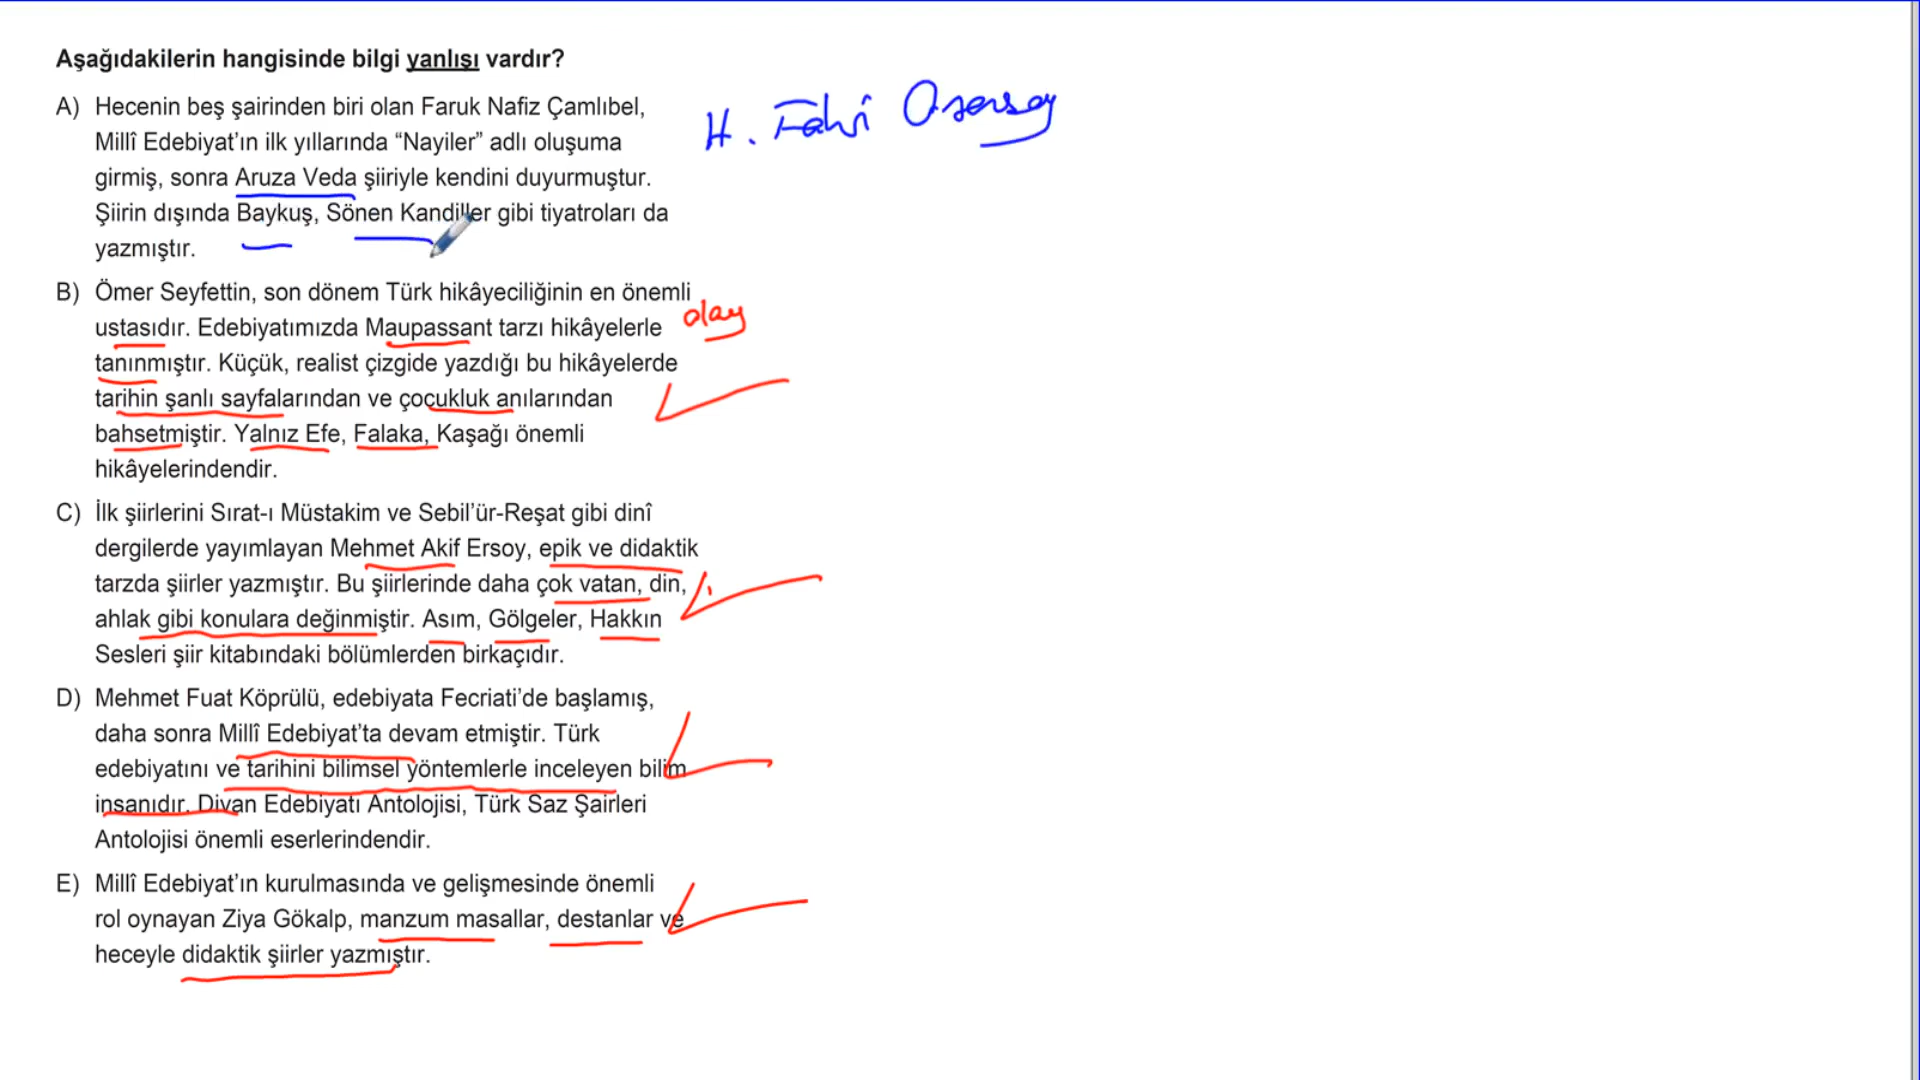 Aşağıdakilerin hangisinde bilgi yanlışı vardır?
A) Hecenin beş şairinden biri olan Faruk Nafiz Çamlıbel,
Millî Edebiyat’ın ilk yıllarında “Nayiler” adlı oluşuma
girmiş, sonra Aruza Veda şiiriyle kendini duyurmuştur.
Şiirin dışında Baykuş, Sönen Kandiller gibi tiyatroları da
yazmıştır.
H. Fahri Ozansoy
B) Ömer Seyfettin, son dönem Türk hikâyeciliğinin en önemli
ustasıdır. Edebiyatımızda Maupassant tarzı hikâyelerle
olay
tanınmıştır. Küçük, realist çizgide yazdığı bu hikâyelerde
tarihin şanlı sayfalarından ve çocukluk anılarından
bahsetmiştir. Yalnız Efe, Falaka, Kaşağı önemli
hikâyelerindendir.
C) İlk şiirlerini Sırat-ı Müstakim ve Sebil’ür-Reşat gibi dinî
dergilerde yayımlayan Mehmet Akif Ersoy, epik ve didaktik
tarzda şiirler yazmıştır. Bu şiirlerinde daha çok vatan, din,
ahlak gibi konulara değinmiştir. Asım, Gölgeler, Hakkın
Sesleri şiir kitabındaki bölümlerden birkaçıdır.
D) Mehmet Fuat Köprülü, edebiyata Fecriati’de başlamış,
daha sonra Millî Edebiyat’ta devam etmiştir. Türk
edebiyatını ve tarihini bilimsel yöntemlerle inceleyen bilim
insanıdır. Divan Edebiyatı Antolojisi, Türk Saz Şairleri
Antolojisi önemli eserlerindendir.
E) Millî Edebiyat’ın kurulmasında ve gelişmesinde önemli
rol oynayan Ziya Gökalp, manzum masallar, destanlar ve
heceyle didaktik şiirler yazmıştır.